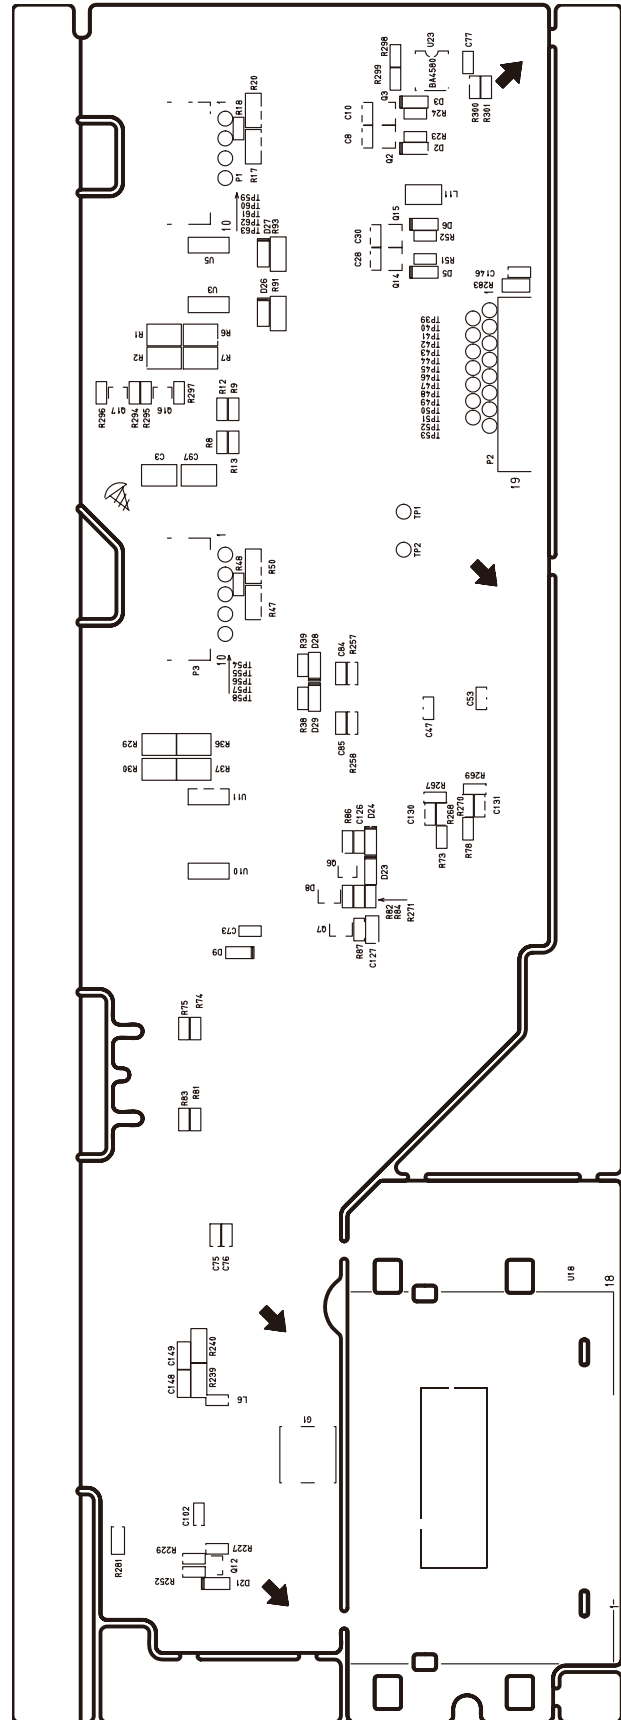 R298
R299
U23
BA4580
C77
R300
R301
R20
R18
R17
1
P1
Q3
C10
C8
Q2
D3
R24
R23
D2
TP59
TP60
TP61
TP62
TP63
10
D27
R93
U5
L11
Q15
C30
C28
Q14
D6
R52
R51
D5
C146
R283
1
U3
D26
R91
R1
R6
R2
R7
TP39
TP40
TP41
TP42
TP43
TP44
TP45
TP46
TP47
TP48
TP49
TP50
TP51
TP52
TP53
P2
19
R296
Q17
R294
R295
Q16
R297
R12
R9
R8
R13
C3
C97
TP1
TP2
1
R48
R50
R47
P3
10
TP54
TP55
TP56
TP57
TP58
R39
D28
R38
D29
C84
R257
C85
R258
C47
C53
R29
R36
R30
R37
U11
U10
R267
R269
C130
R268
R270
C131
R73
R78
R86
C126
D24
Q6
D23
D8
R82
R84
R271
Q7
R87
C127
C73
D9
R75
R74
R83
R81
C75
C76
U18
18
C149
R240
C148
R239
L6
G1
C102
R281
R229
R227
R252
Q12
D21
1